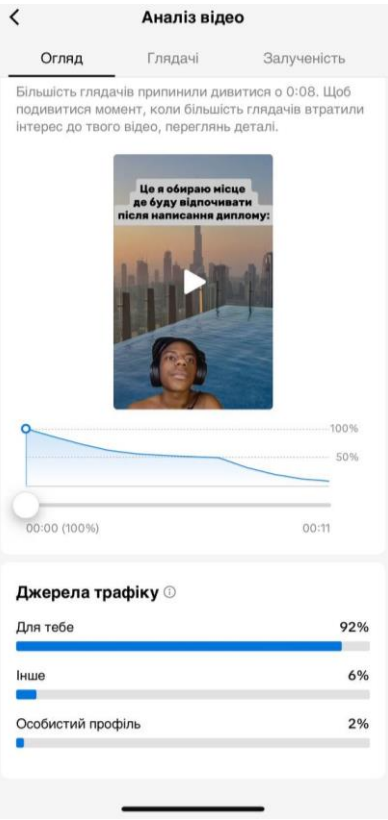 Аналіз відео
Огляд
Глядачі
Залученість
Більшість глядачів припинили дивитися о 0:08. Щоб
подивитися момент, коли більшість глядачів втратили
інтерес до твого відео, переглянь деталі.
Це я обираю місце
де буду відпочивати
після написання диплому:
100%
50%
00:00 (100%)
00:11
Джерела трафіку
Для тебе 92%
Інше 6%
Особистий профіль 2%